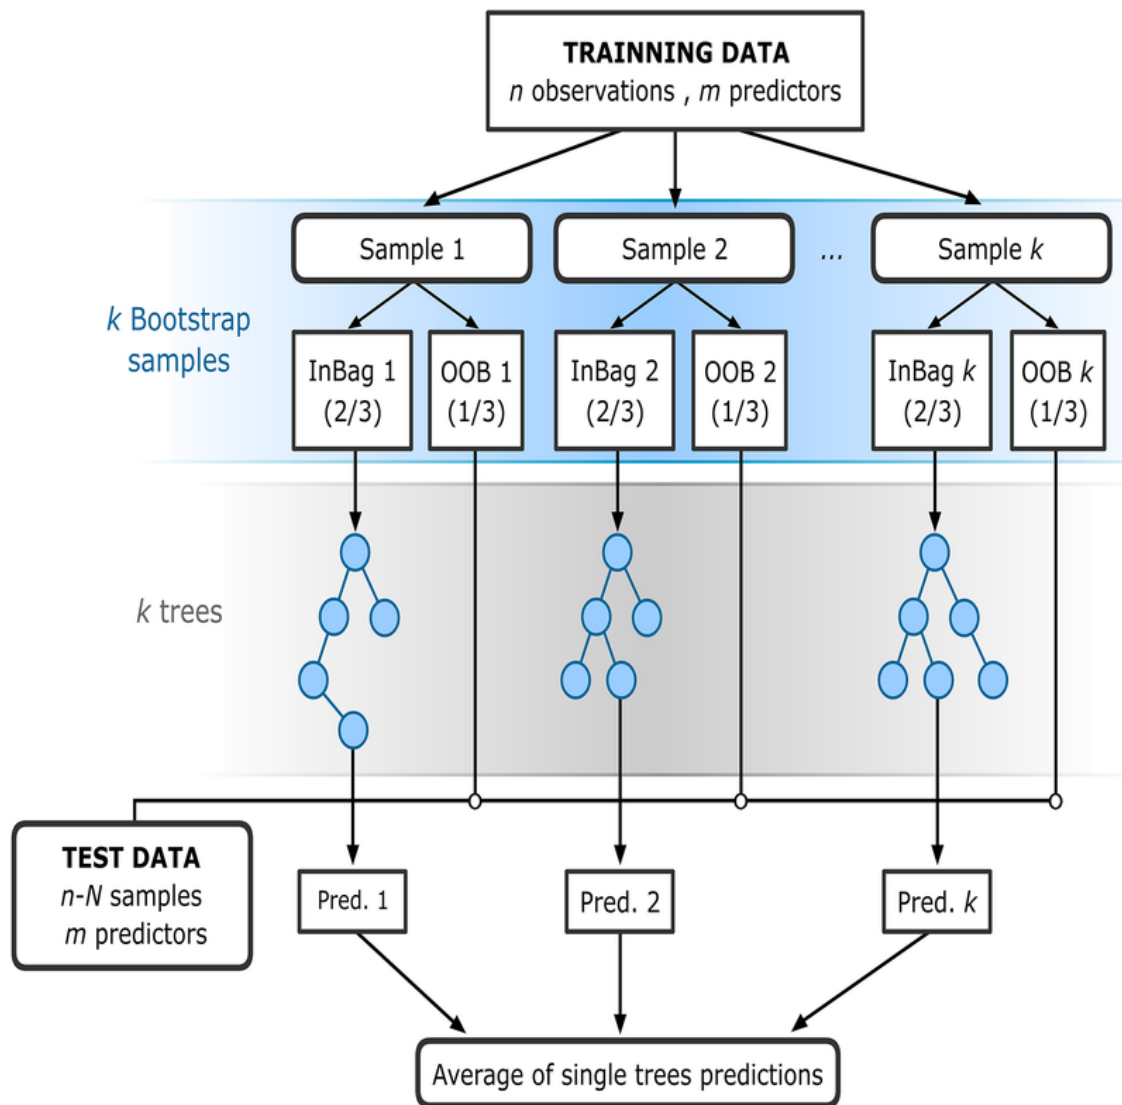 TRAINNING DATA
n observations , m predictors
Sample 1
Sample 2
...
Sample k
k Bootstrap
samples
InBag 1
(2/3)
OOB 1
(1/3)
InBag 2
(2/3)
OOB 2
(1/3)
InBag k
(2/3)
OOB k
(1/3)
k trees
TEST DATA
n-N samples
m predictors
Pred. 1
Pred. 2
Pred. k
Average of single trees predictions